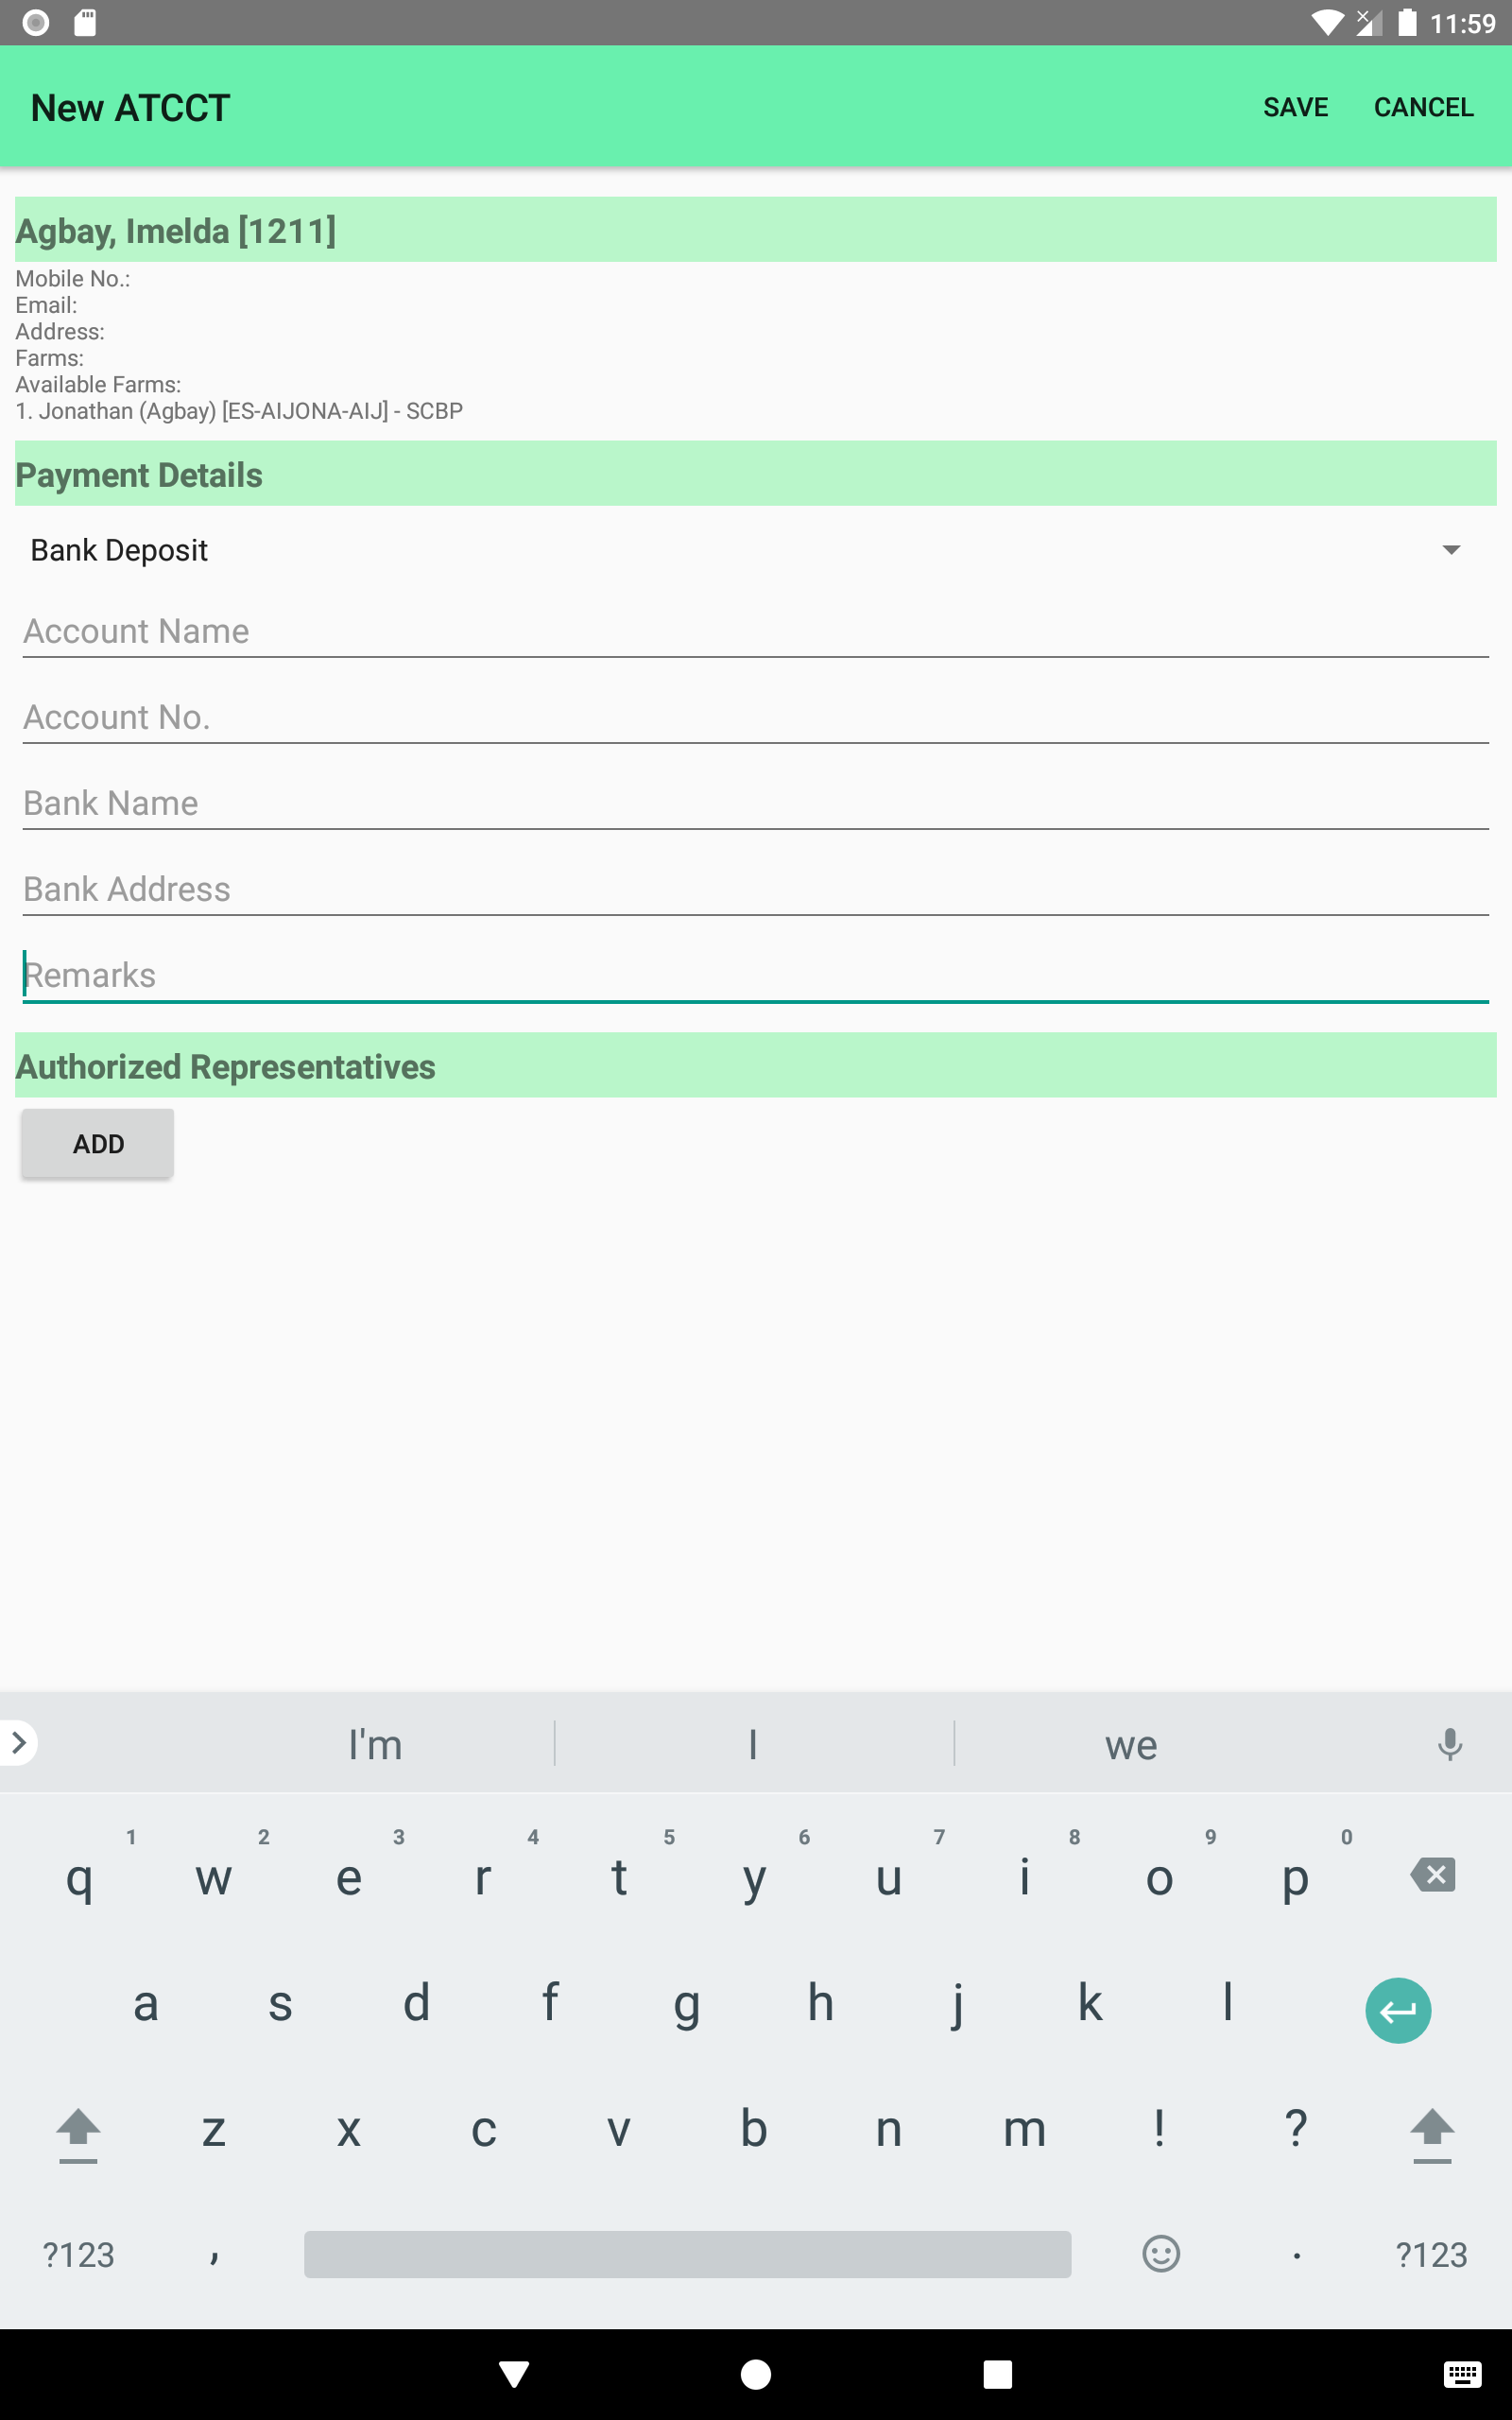 11:59
New ATCCT SAVE CANCEL
Agbay, Imelda [1211]
Mobile No.:
Email:
Address:
Farms:
Available Farms:
1. Jonathan (Agbay) [ES-AIJONA-AIJ] - SCBP
Payment Details
Bank Deposit
Account Name
Account No.
Bank Name
Bank Address
Remarks
Authorized Representatives
ADD
I'm I we
1 2 3 4 5 6 7 8 9 0
q w e r t y u i o p
a s d f g h j k l
z x c v b n m ! ?
?123 , . ?123